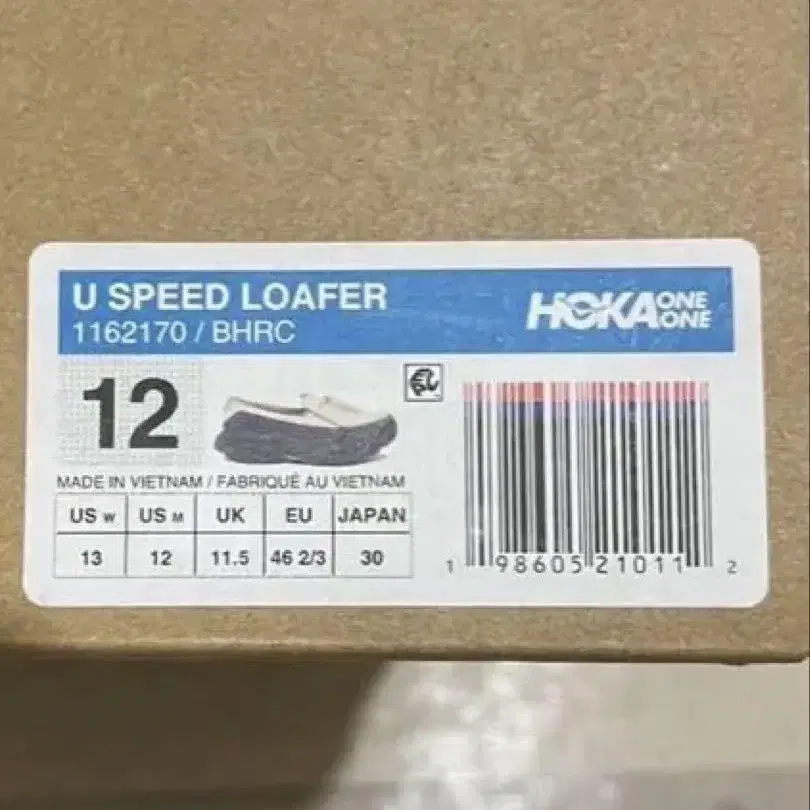 U SPEED LOAFER
1162170 / BHRC
HOKA ONE ONE
12
MADE IN VIETNAM / FABRIQUÉ AU VIETNAM
US W US M UK EU JAPAN
13 12 11.5 46 2/3 30
1 98605 21011 2